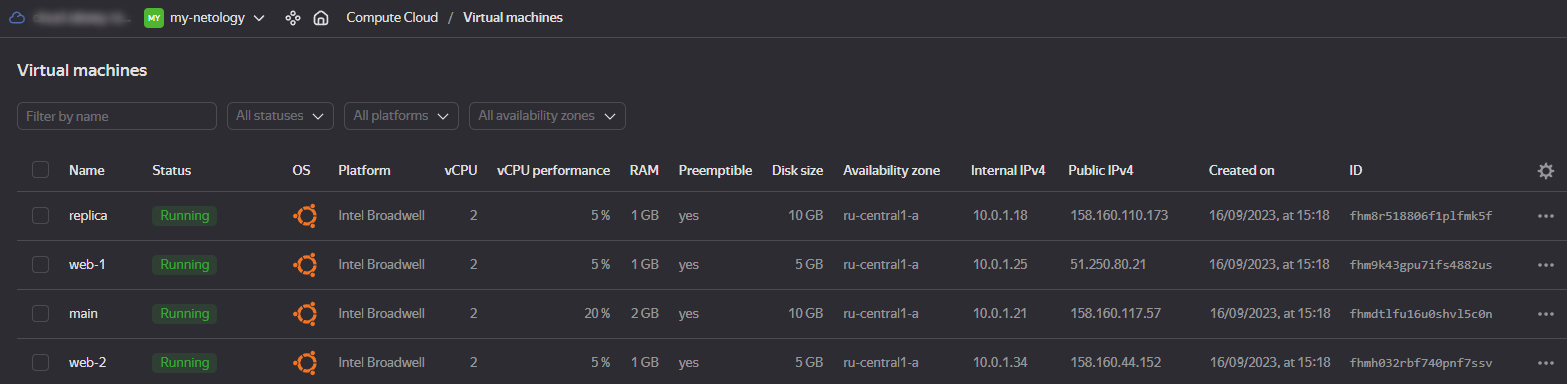 MY my-netology Compute Cloud / Virtual machines
Virtual machines
Filter by name All statuses All platforms All availability zones
Name Status OS Platform vCPU vCPU performance RAM Preemptible Disk size Availability zone Internal IPv4 Public IPv4 Created on ID
replica Running Intel Broadwell 2 5 % 1 GB yes 10 GB ru-central1-a 10.0.1.18 158.160.110.173 16/09/2023, at 15:18 fhm8r518806f1plfmk5f
web-1 Running Intel Broadwell 2 5 % 1 GB yes 5 GB ru-central1-a 10.0.1.25 51.250.80.21 16/09/2023, at 15:18 fhm9k43gpu7ifs4882us
main Running Intel Broadwell 2 20 % 2 GB yes 10 GB ru-central1-a 10.0.1.21 158.160.117.57 16/09/2023, at 15:18 fhmdtlfu16u0shvl5c0n
web-2 Running Intel Broadwell 2 5 % 1 GB yes 5 GB ru-central1-a 10.0.1.34 158.160.44.152 16/09/2023, at 15:18 fhmh032rbf740pnf7ssv